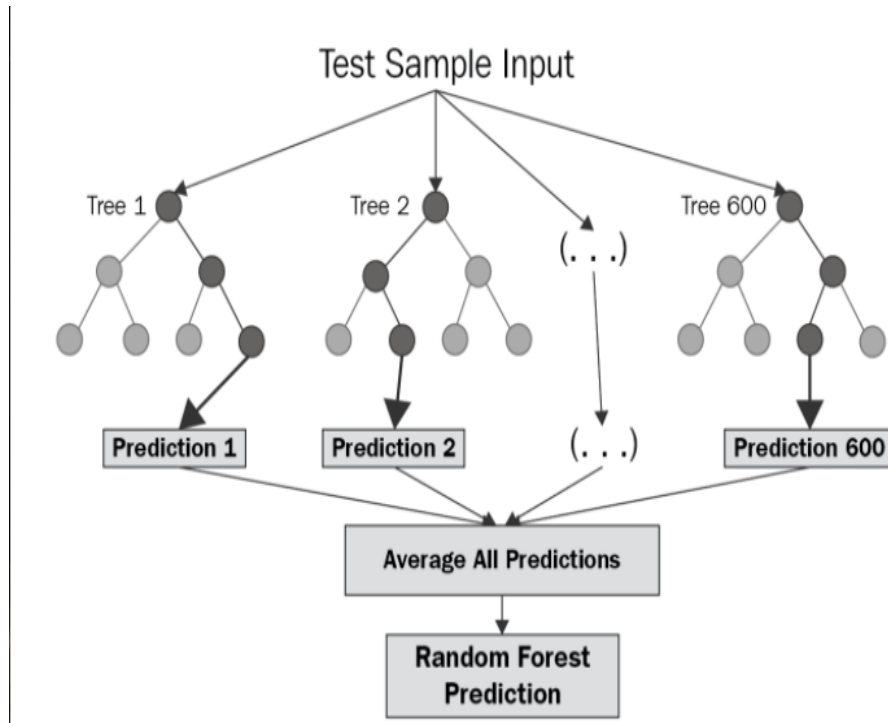 Test Sample Input
Tree 1
Tree 2
Tree 600
(. . .)
(. . .)
Prediction 1
Prediction 2
Prediction 600
Average All Predictions
Random Forest
Prediction